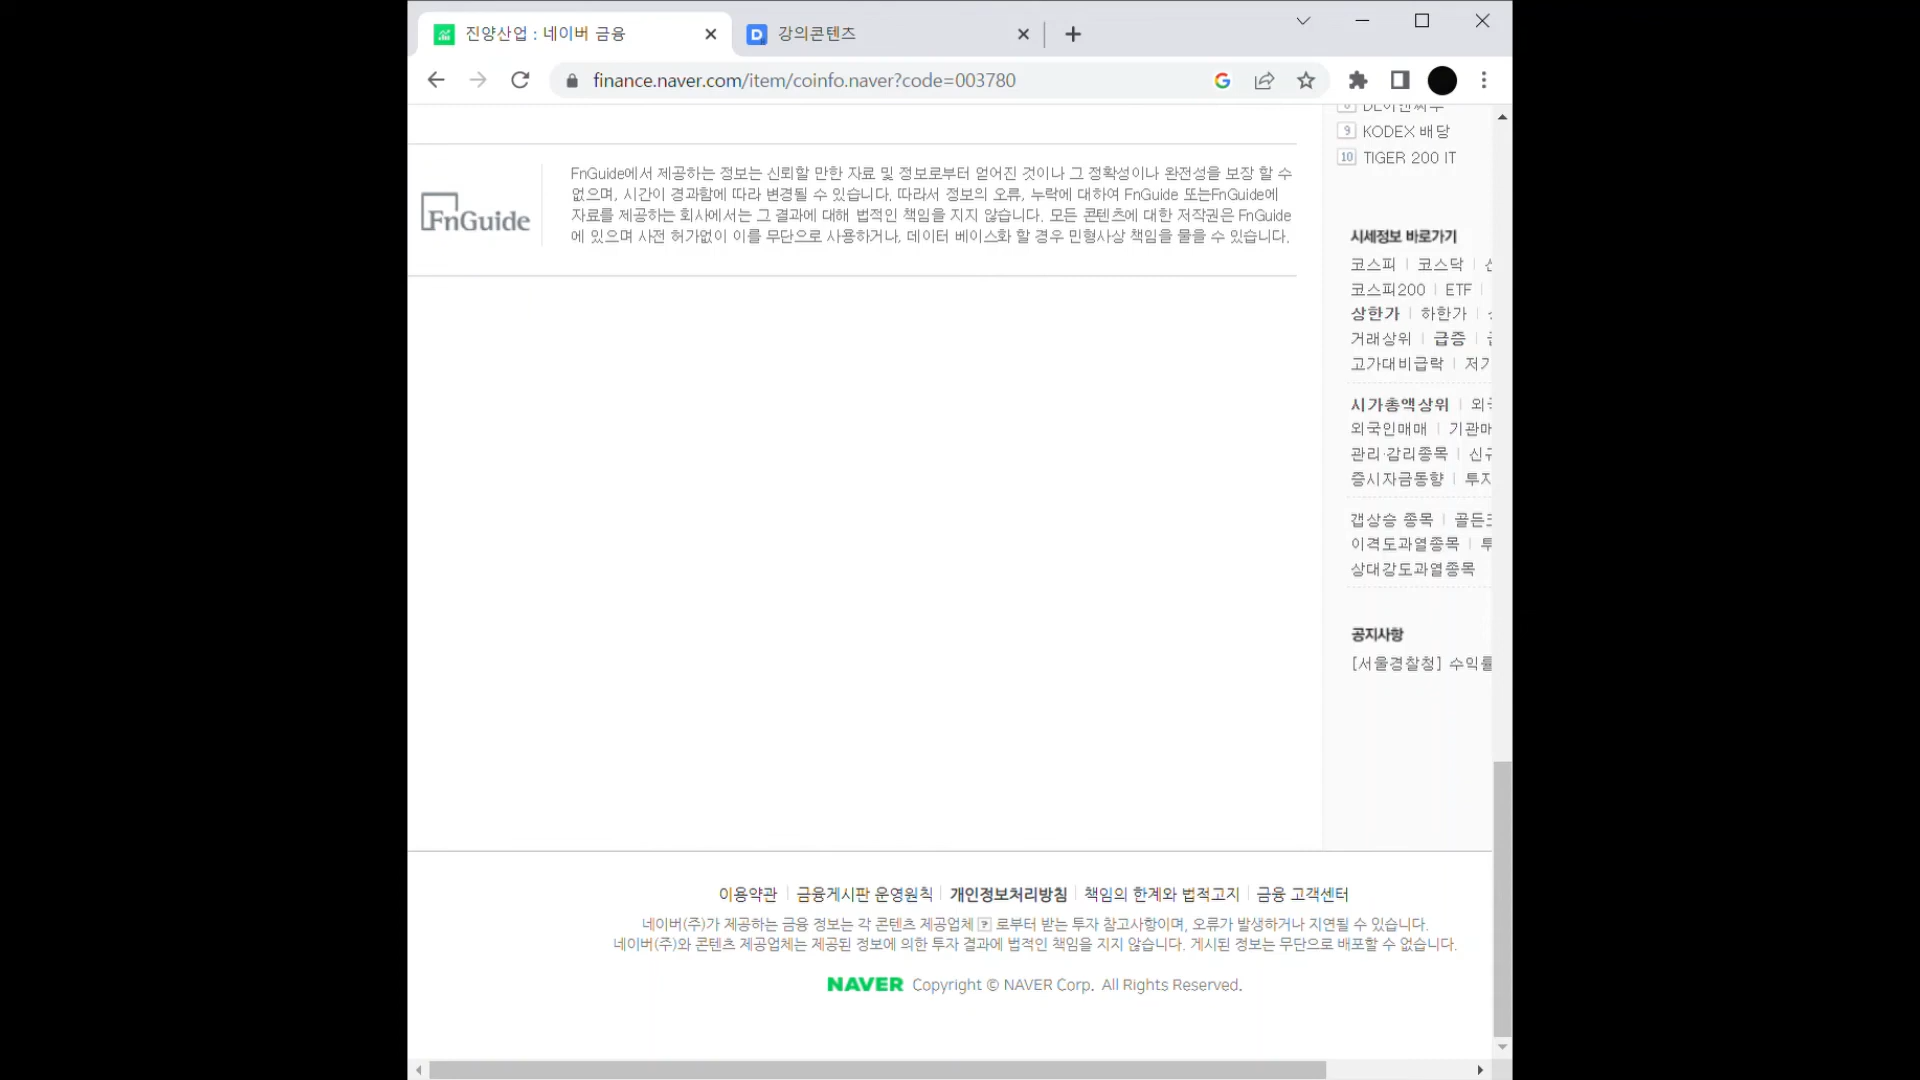 진양산업 : 네이버 금융
강의콘텐츠
finance.naver.com/item/coinfo.naver?code=003780
9 KODEX 배당
10 TIGER 200 IT
FnGuide
FnGuide에서 제공하는 정보는 신뢰할 만한 자료 및 정보로부터 얻어진 것이나 그 정확성이나 완전성을 보장 할 수
없으며, 시간이 경과함에 따라 변경될 수 있습니다. 따라서 정보의 오류, 누락에 대하여 FnGuide 또는FnGuide에
자료를 제공하는 회사에서는 그 결과에 대해 법적인 책임을 지지 않습니다. 모든 콘텐츠에 대한 저작권은 FnGuide
에 있으며 사전 허가없이 이를 무단으로 사용하거나, 데이터 베이스화 할 경우 민형사상 책임을 물을 수 있습니다.
시세정보 바로가기
코스피 | 코스닥
코스피200 | ETF
상한가 | 하한가
거래상위 | 급증
고가대비급락
시가총액상위
외국인매매
관리·감리종목
증시자금동향
갭상승 종목
이격도과열종목
상대강도과열종목
공지사항
[서울경찰청] 수익률
이용약관 | 금융게시판 운영원칙 | 개인정보처리방침 | 책임의 한계와 법적고지 | 금융 고객센터
네이버(주)가 제공하는 금융 정보는 각 콘텐츠 제공업체 ? 로부터 받는 투자 참고사항이며, 오류가 발생하거나 지연될 수 있습니다.
네이버(주)와 콘텐츠 제공업체는 제공된 정보에 의한 투자 결과에 법적인 책임을 지지 않습니다. 게시된 정보는 무단으로 배포할 수 없습니다.
NAVER Copyright © NAVER Corp. All Rights Reserved.